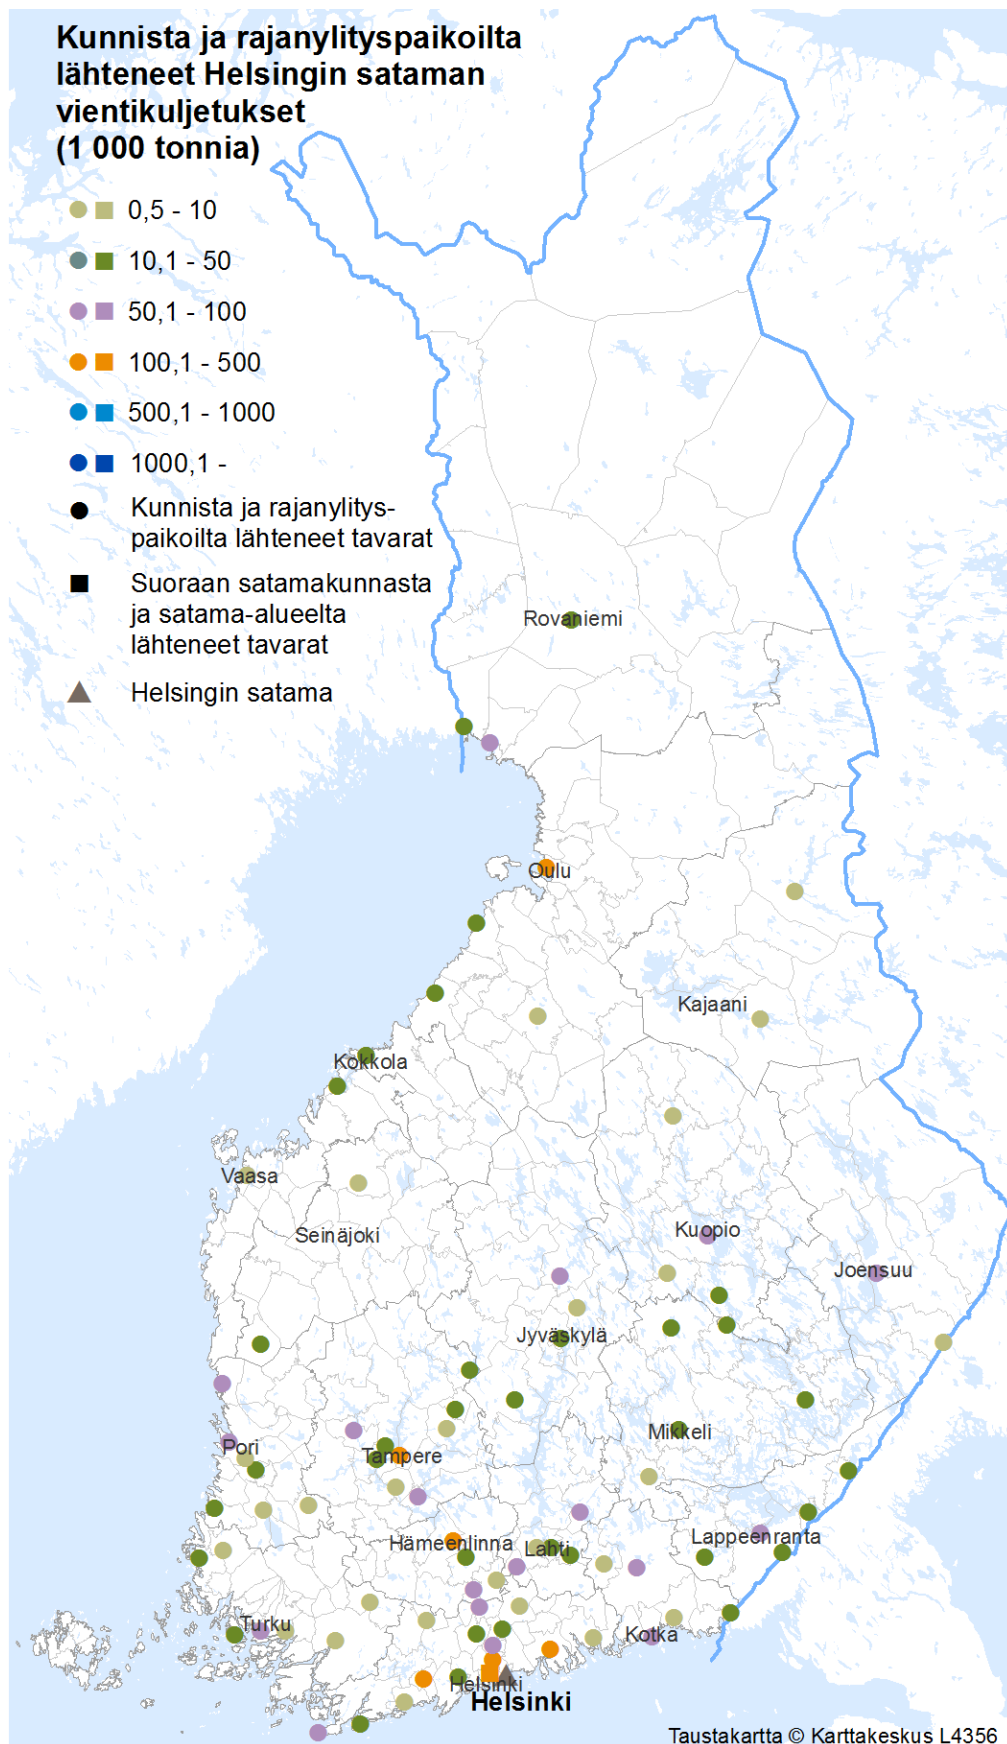 Kunnista ja rajanylityspaikoilta
lähteneet Helsingin sataman
vientikuljetukset
(1 000 tonnia)
0,5 - 10
10,1 - 50
50,1 - 100
100,1 - 500
500,1 - 1000
1000,1 -
Kunnista ja rajanylitys-
paikoilta lähteneet tavarat
Suoraan satamakunnasta
ja satama-alueelta
lähteneet tavarat
Helsingin satama
Rovaniemi
Oulu
Kajaani
Kokkola
Vaasa
Seinäjoki
Kuopio
Joensuu
Jyväskylä
Mikkeli
Pori
Tampere
Hämeenlinna
Lahti
Lappeenranta
Turku
Kotka
Helsinki
Helsinki
Taustakartta © Karttakeskus L4356